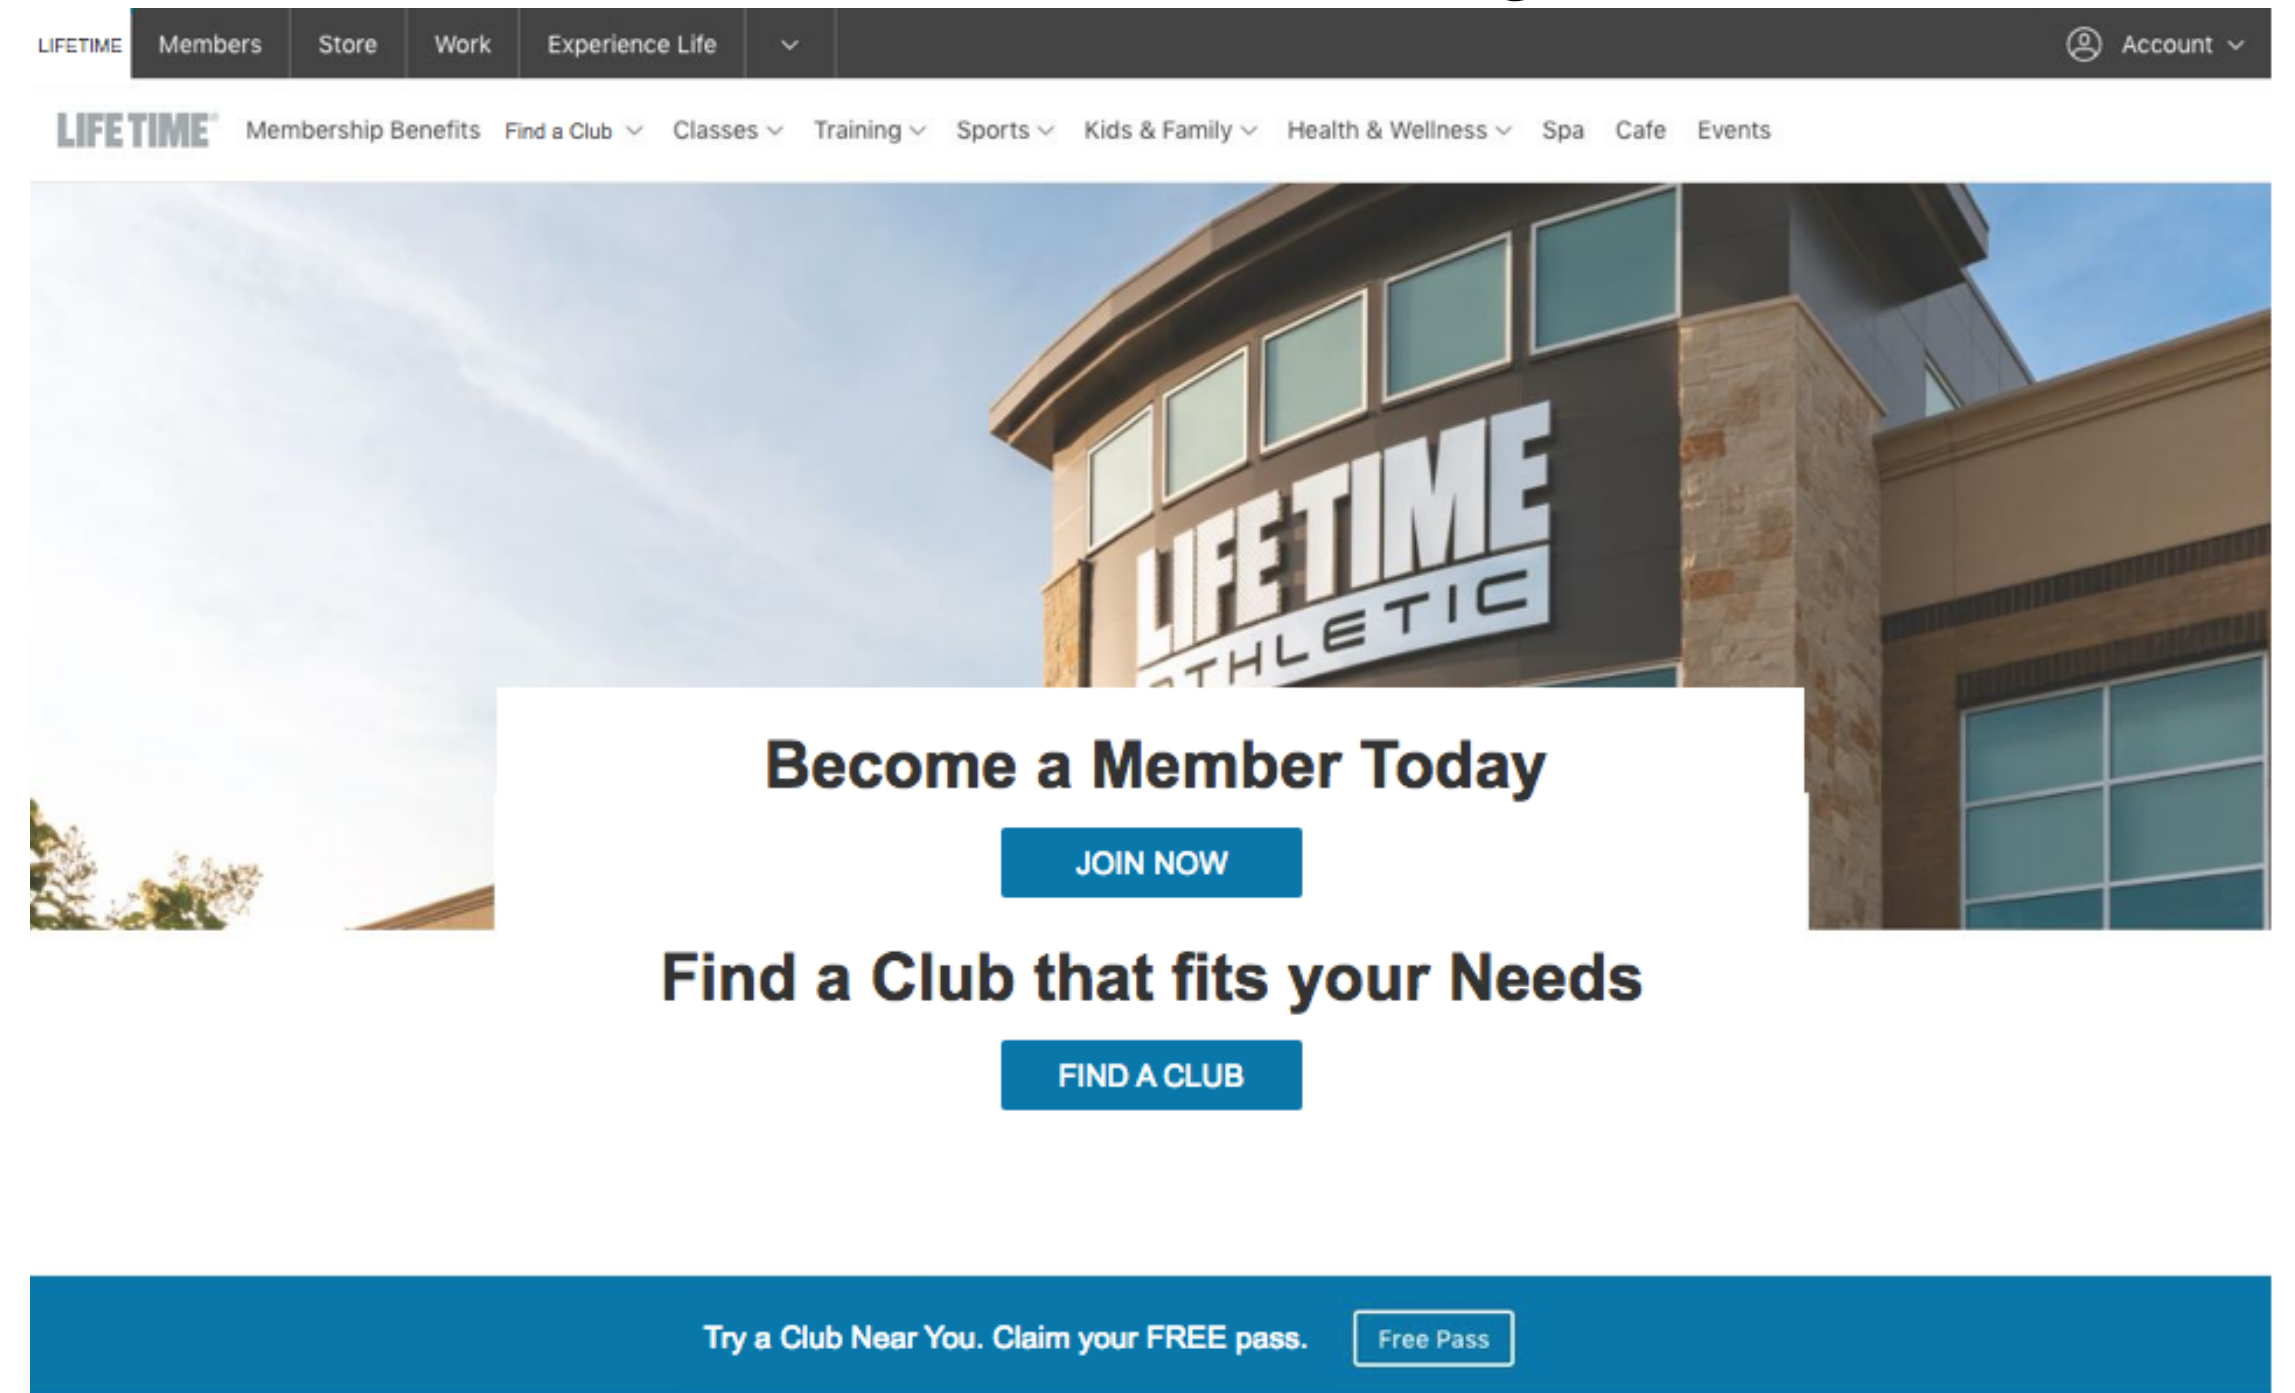 LIFETIME Members Store Work Experience Life Account
LIFETIME Membership Benefits Find a Club Classes Training Sports Kids & Family Health & Wellness Spa Cafe Events
LIFETIME
ATHLETIC
Become a Member Today
JOIN NOW
Find a Club that fits your Needs
FIND A CLUB
Try a Club Near You. Claim your FREE pass. Free Pass